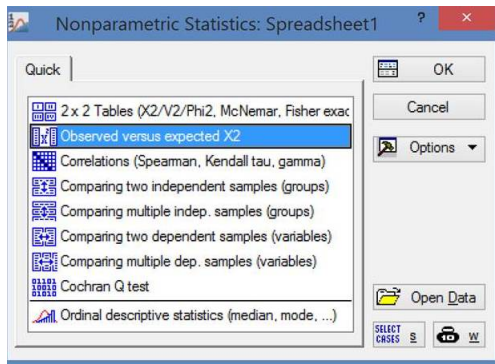 Nonparametric Statistics: Spreadsheet1 ? ×
Quick
OK
Cancel
Options
2 x 2 Tables (X2/V2/Phi2, McNemar, Fisher exac
Observed versus expected X2
Correlations (Spearman, Kendall tau, gamma)
Comparing two independent samples (groups)
Comparing multiple indep. samples (groups)
Comparing two dependent samples (variables)
Comparing multiple dep. samples (variables)
Cochran Q test
Ordinal descriptive statistics (median, mode, ...)
Open Data
SELECT
CASES S W